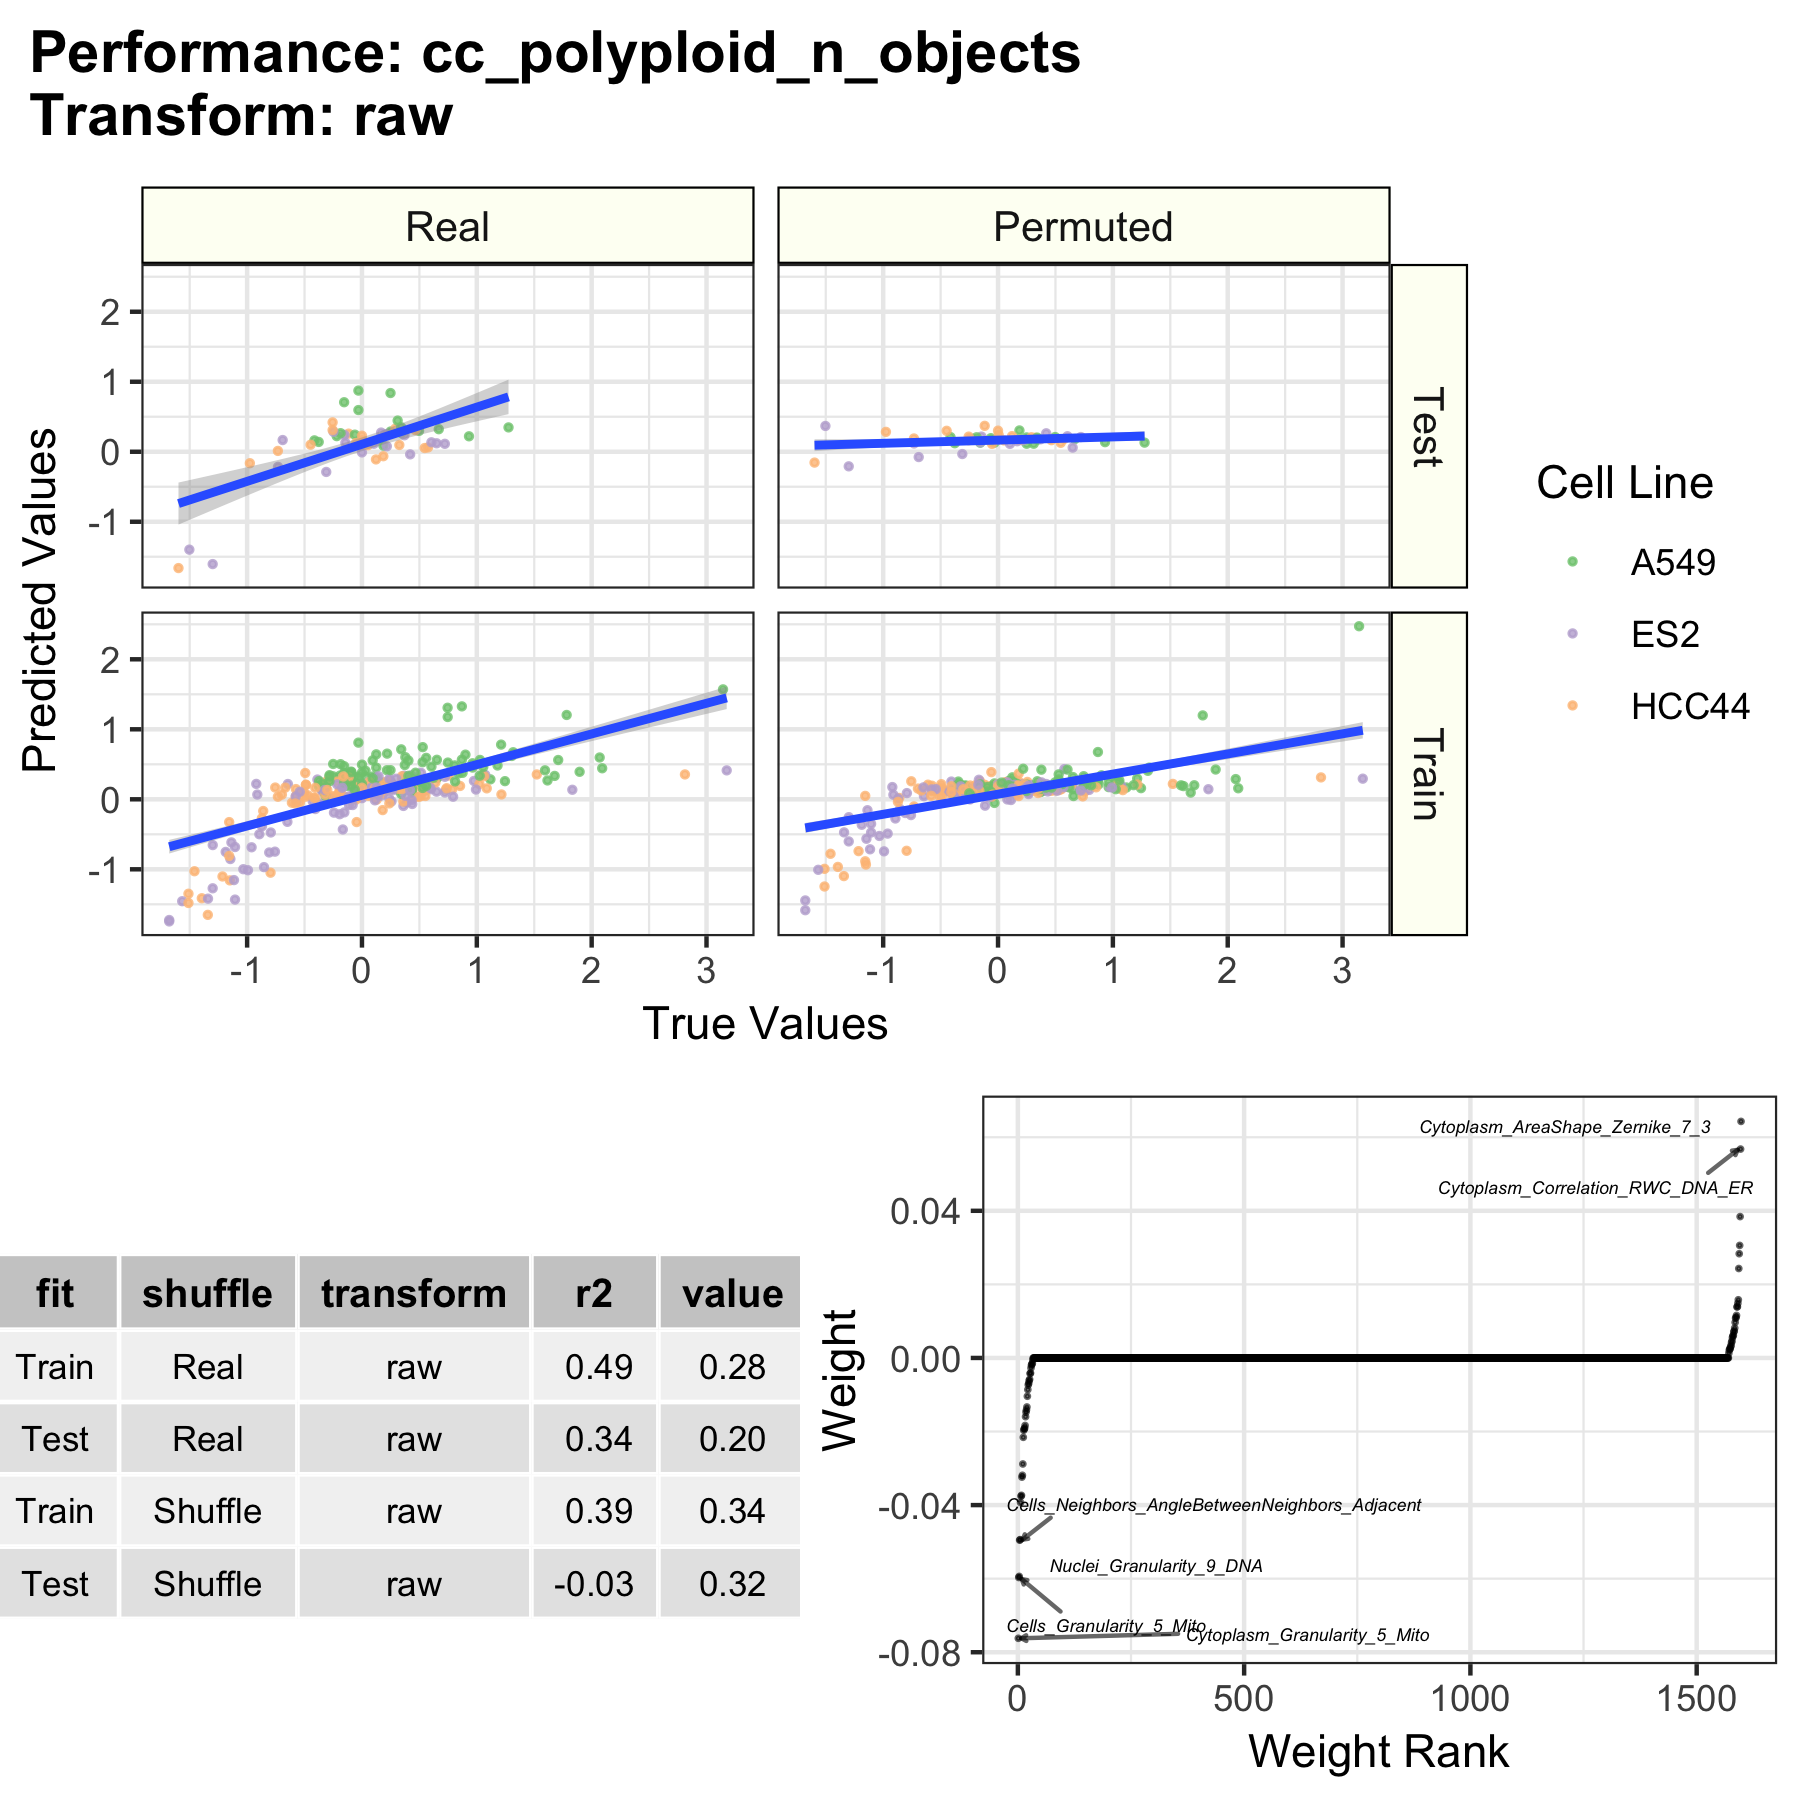 Performance: cc_polyploid_n_objects
Transform: raw
Real
Permuted
2
1
0
-1
Test
2
1
0
-1
Train
Predicted Values
-1 0 1 2 3
-1 0 1 2 3
True Values
Cell Line
A549
ES2
HCC44
fit shuffle transform r2 value
Train Real raw 0.49 0.28
Test Real raw 0.34 0.20
Train Shuffle raw 0.39 0.34
Test Shuffle raw -0.03 0.32
Weight
0.04
0.00
-0.04
-0.08
Cytoplasm_AreaShape_Zernike_7_3
Cytoplasm_Correlation_RWC_DNA_ER
Cells_Neighbors_AngleBetweenNeighbors_Adjacent
Nuclei_Granularity_9_DNA
Cells_Granularity_5_Mito
Cytoplasm_Granularity_5_Mito
0 500 1000 1500
Weight Rank